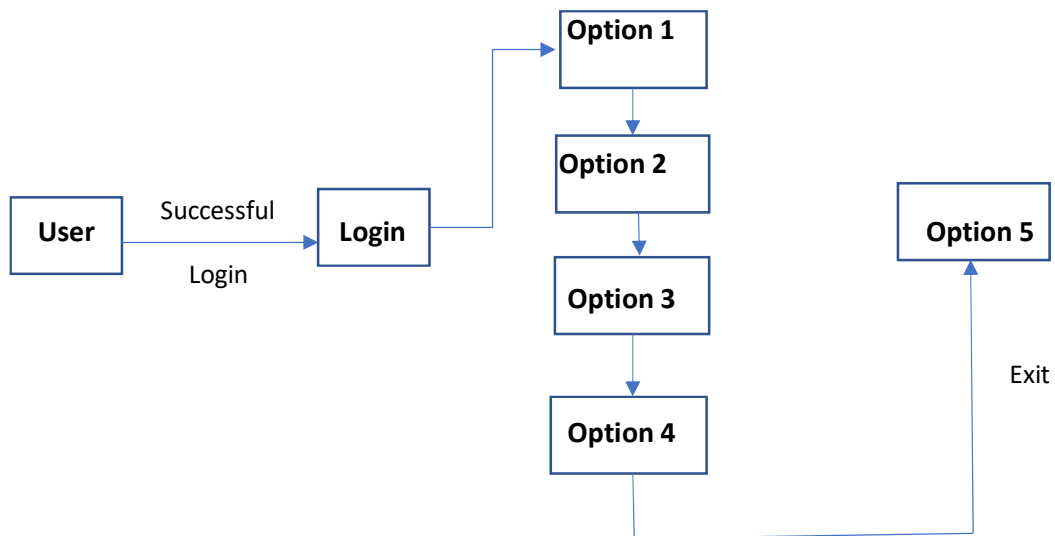 Option 1
Option 2
User
Successful
Login
Login
Option 5
Option 3
Exit
Option 4